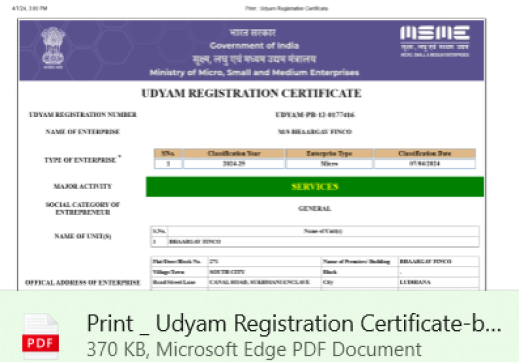 4/7/24, 3:05 PM Print _ Udyam Registration Certificate
भारत सरकार
Government of India
सूक्ष्म, लघु एवं मध्यम उद्यम मंत्रालय
Ministry of Micro, Small and Medium Enterprises
MSME
UDYAM REGISTRATION CERTIFICATE
UDYAM REGISTRATION NUMBER UDYAM-PB-12-0177416
NAME OF ENTERPRISE M/S BHAARGAV FINCO
TYPE OF ENTERPRISE *
SNo. Classification Year Enterprise Type Classification Date
1 2024-25 Micro 07/04/2024
MAJOR ACTIVITY SERVICES
SOCIAL CATEGORY OF ENTREPRENEUR GENERAL
NAME OF UNIT(S)
S.No. Name of Unit(s)
1 BHAARGAV FINCO
OFFICAL ADDRESS OF ENTERPRISE
Flat/Door/Block No. 271 Name of Premises/ Building BHAARGAV FINCO
Village/Town SOUTH CITY Block .
Road/Street/Lane CANAL ROAD, ENCLAVE City LUDHIANA
PDF
Print _ Udyam Registration Certificate-b...
370 KB, Microsoft Edge PDF Document